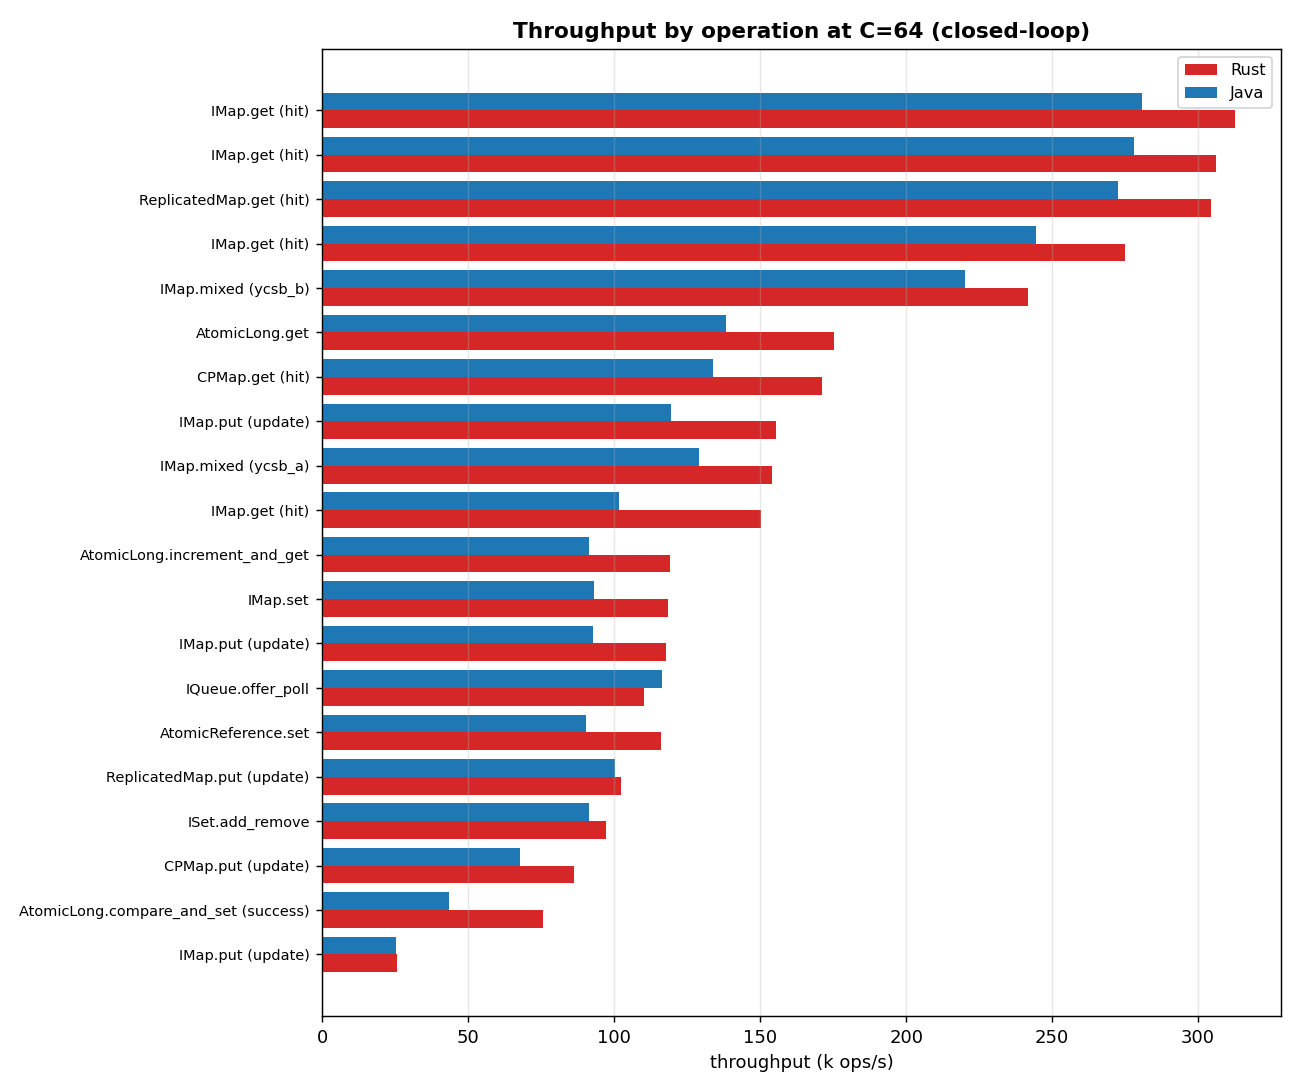 Throughput by operation at C=64 (closed-loop)
Rust
Java
IMap.get (hit)
IMap.get (hit)
ReplicatedMap.get (hit)
IMap.get (hit)
IMap.mixed (ycsb_b)
AtomicLong.get
CPMap.get (hit)
IMap.put (update)
IMap.mixed (ycsb_a)
IMap.get (hit)
AtomicLong.increment_and_get
IMap.set
IMap.put (update)
IQueue.offer_poll
AtomicReference.set
ReplicatedMap.put (update)
ISet.add_remove
CPMap.put (update)
AtomicLong.compare_and_set (success)
IMap.put (update)
0 50 100 150 200 250 300
throughput (k ops/s)